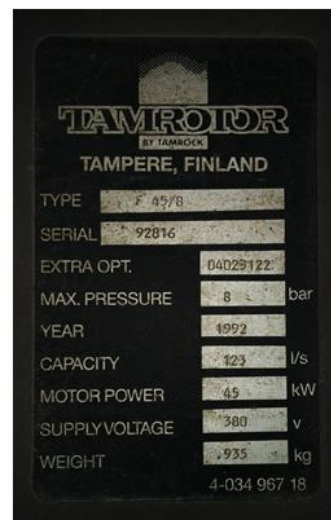 TAMROTOR
BY TAMROCK
TAMPERE, FINLAND
TYPE F 45/8
SERIAL 92816
EXTRA OPT. 04023122
MAX. PRESSURE 8 bar
YEAR 1992
CAPACITY 123 l/s
MOTOR POWER 45 kW
SUPPLY VOLTAGE 380 V
WEIGHT 935 kg
4-034 967 18